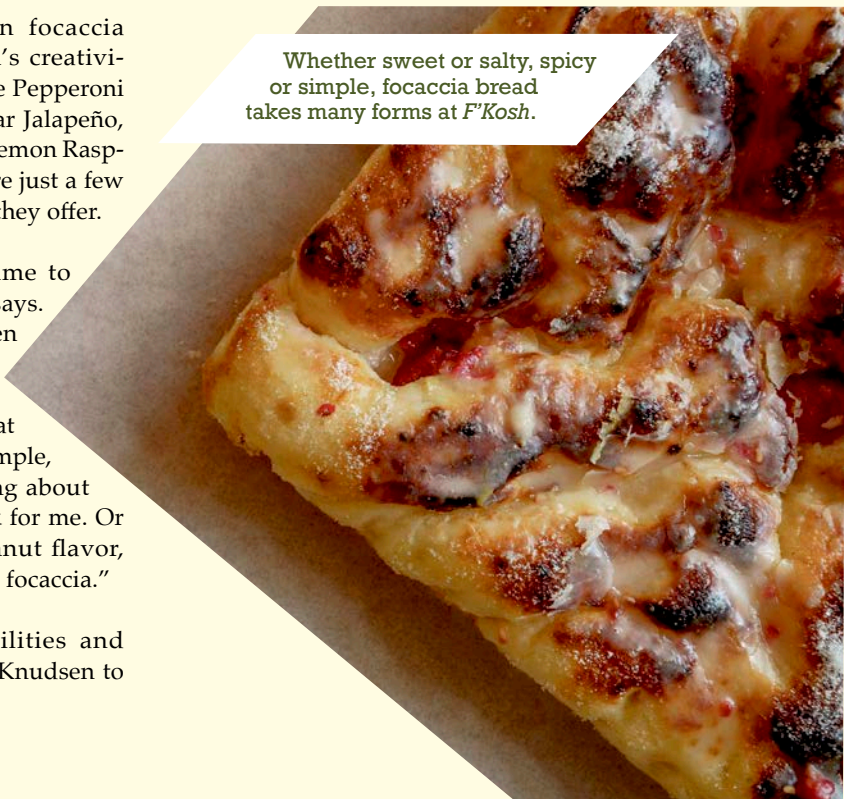 n focaccia
’s creativi-
e Pepperoni
ar Jalapeño,
emon Rasp-
re just a few
they offer.
me to
says.
en
at
mple,
ng about
for me. Or
nut flavor,
focaccia.”
ilities and
Knudsen to
Whether sweet or salty, spicy
or simple, focaccia bread
takes many forms at F’Kosh.